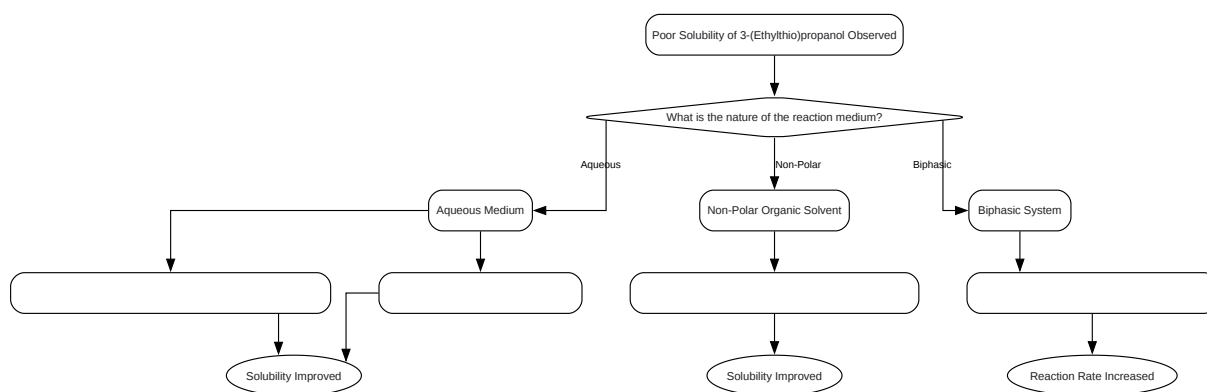 Poor Solubility of 3-(Ethylthio)propanol Observed
What is the nature of the reaction medium?
Aqueous
Non-Polar
Biphasic
Aqueous Medium
Non-Polar Organic Solvent
Biphasic System
Solubility Improved
Solubility Improved
Reaction Rate Increased